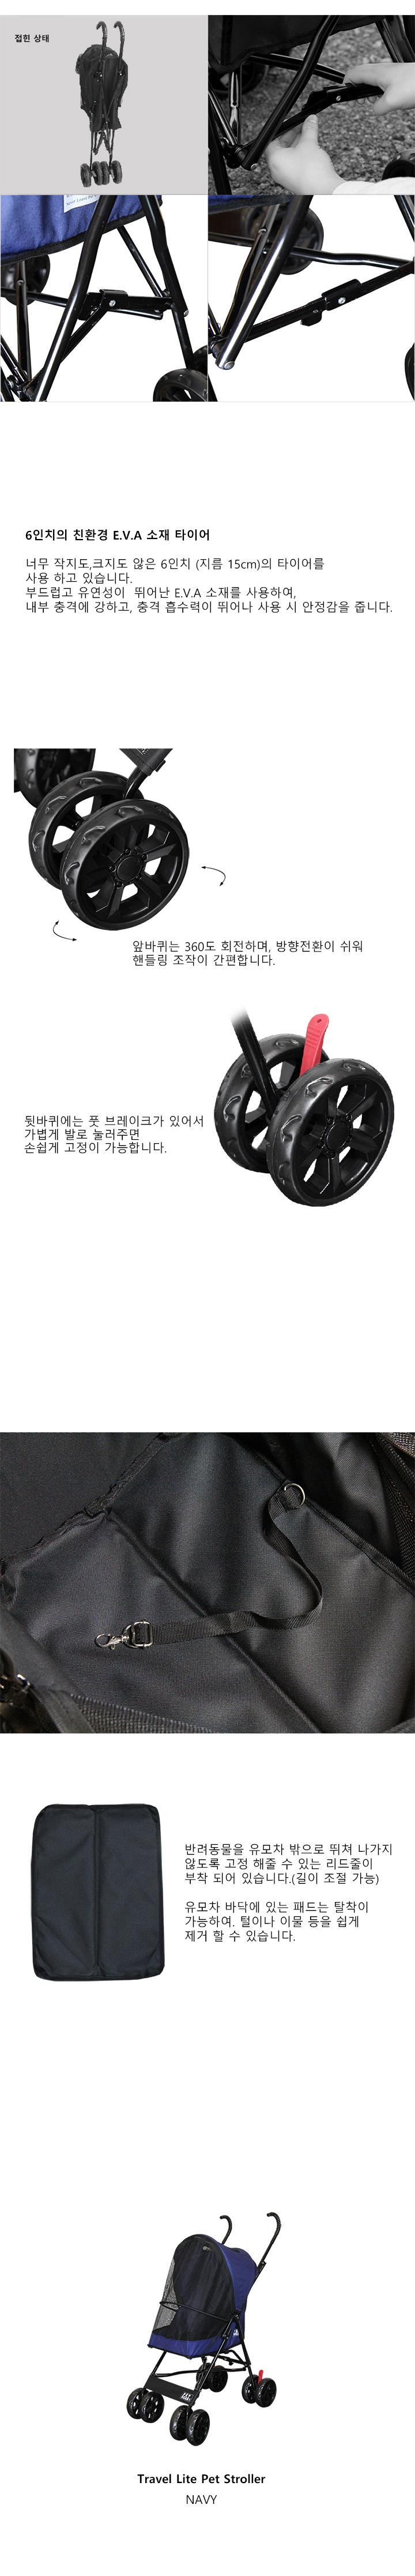 접힌 상태
6인치의 친환경 E.V.A 소재 타이어
너무 작지도,크지도 않은 6인치 (지름 15cm)의 타이어를
사용 하고 있습니다.
부드럽고 유연성이 뛰어난 E.V.A 소재를 사용하여,
내부 충격에 강하고, 충격 흡수력이 뛰어나 사용 시 안정감을 줍니다.
앞바퀴는 360도 회전하며, 방향전환이 쉬워
핸들링 조작이 간편합니다.
뒷바퀴에는 풋 브레이크가 있어서
가볍게 발로 눌러주면
손쉽게 고정이 가능합니다.
반려동물을 유모차 밖으로 뛰쳐 나가지
않도록 고정 해줄 수 있는 리드줄이
부착 되어 있습니다.(길이 조절 가능)
유모차 바닥에 있는 패드는 탈착이
가능하여. 털이나 이물 등을 쉽게
제거 할 수 있습니다.
Travel Lite Pet Stroller
NAVY